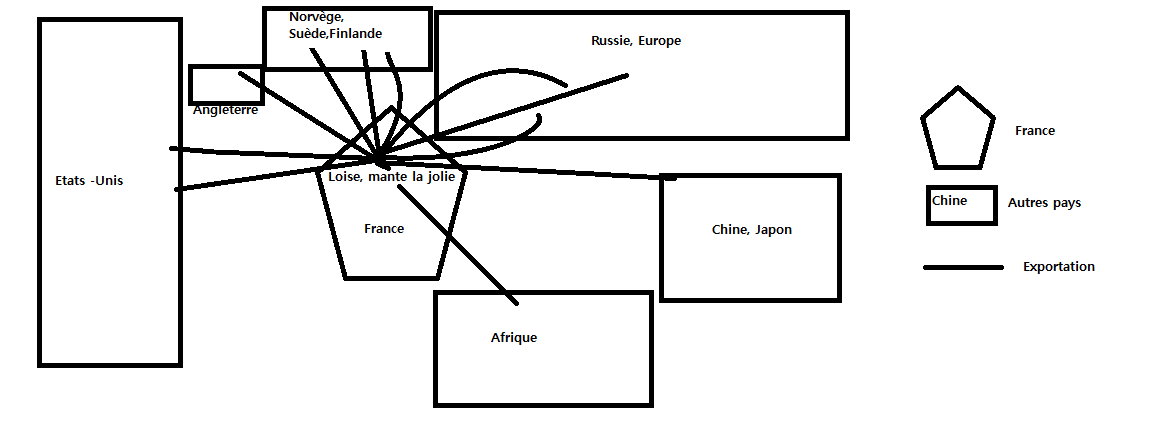 Norvège,
Suède,Finlande
Russie, Europe
Angleterre
Etats -Unis
Loise, mante la jolie
France
Chine, Japon
Afrique
France
Chine
Autres pays
Exportation